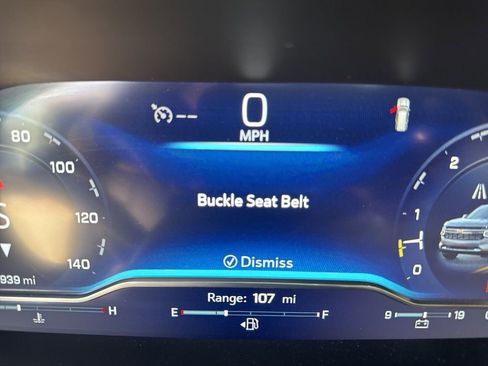 0
MPH
--
80
100
120
140
S
939 mi
Buckle Seat Belt
Dismiss
2
1
0
Range: 107 mi
H
E F
9 19